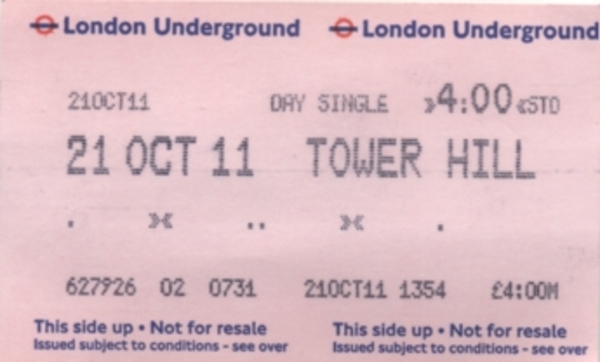 London Underground London Underground
21OCT11 DAY SINGLE »4:00«STD
21 OCT 11 TOWER HILL
627926 02 0731 21OCT11 1354 £4:00M
This side up • Not for resale This side up • Not for resale
Issued subject to conditions - see over Issued subject to conditions - see over